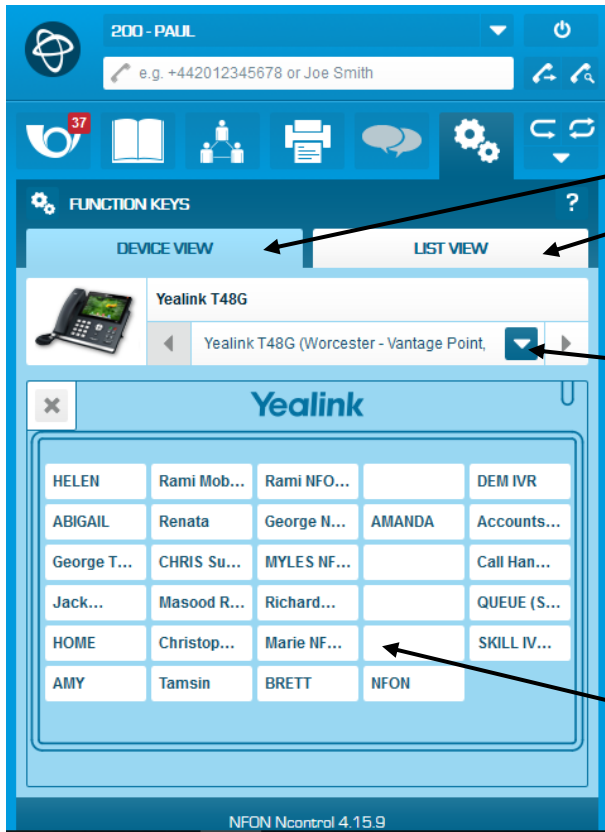 200 - PAUL
e.g. +442012345678 or Joe Smith
37
FUNCTION KEYS ?
DEVICE VIEW LIST VIEW
Yealink T48G
Yealink T48G (Worcester - Vantage Point,
Yealink
HELEN Rami Mob... Rami NFO... DEM IVR
ABIGAIL Renata George N... AMANDA Accounts...
George T... CHRIS Su... MYLES NF... Call Han...
Jack... Masood R... Richard... QUEUE (S...
HOME Christop... Marie NF... SKILL IV...
AMY Tamsin BRETT NFON
NFON Ncontrol 4.15.9